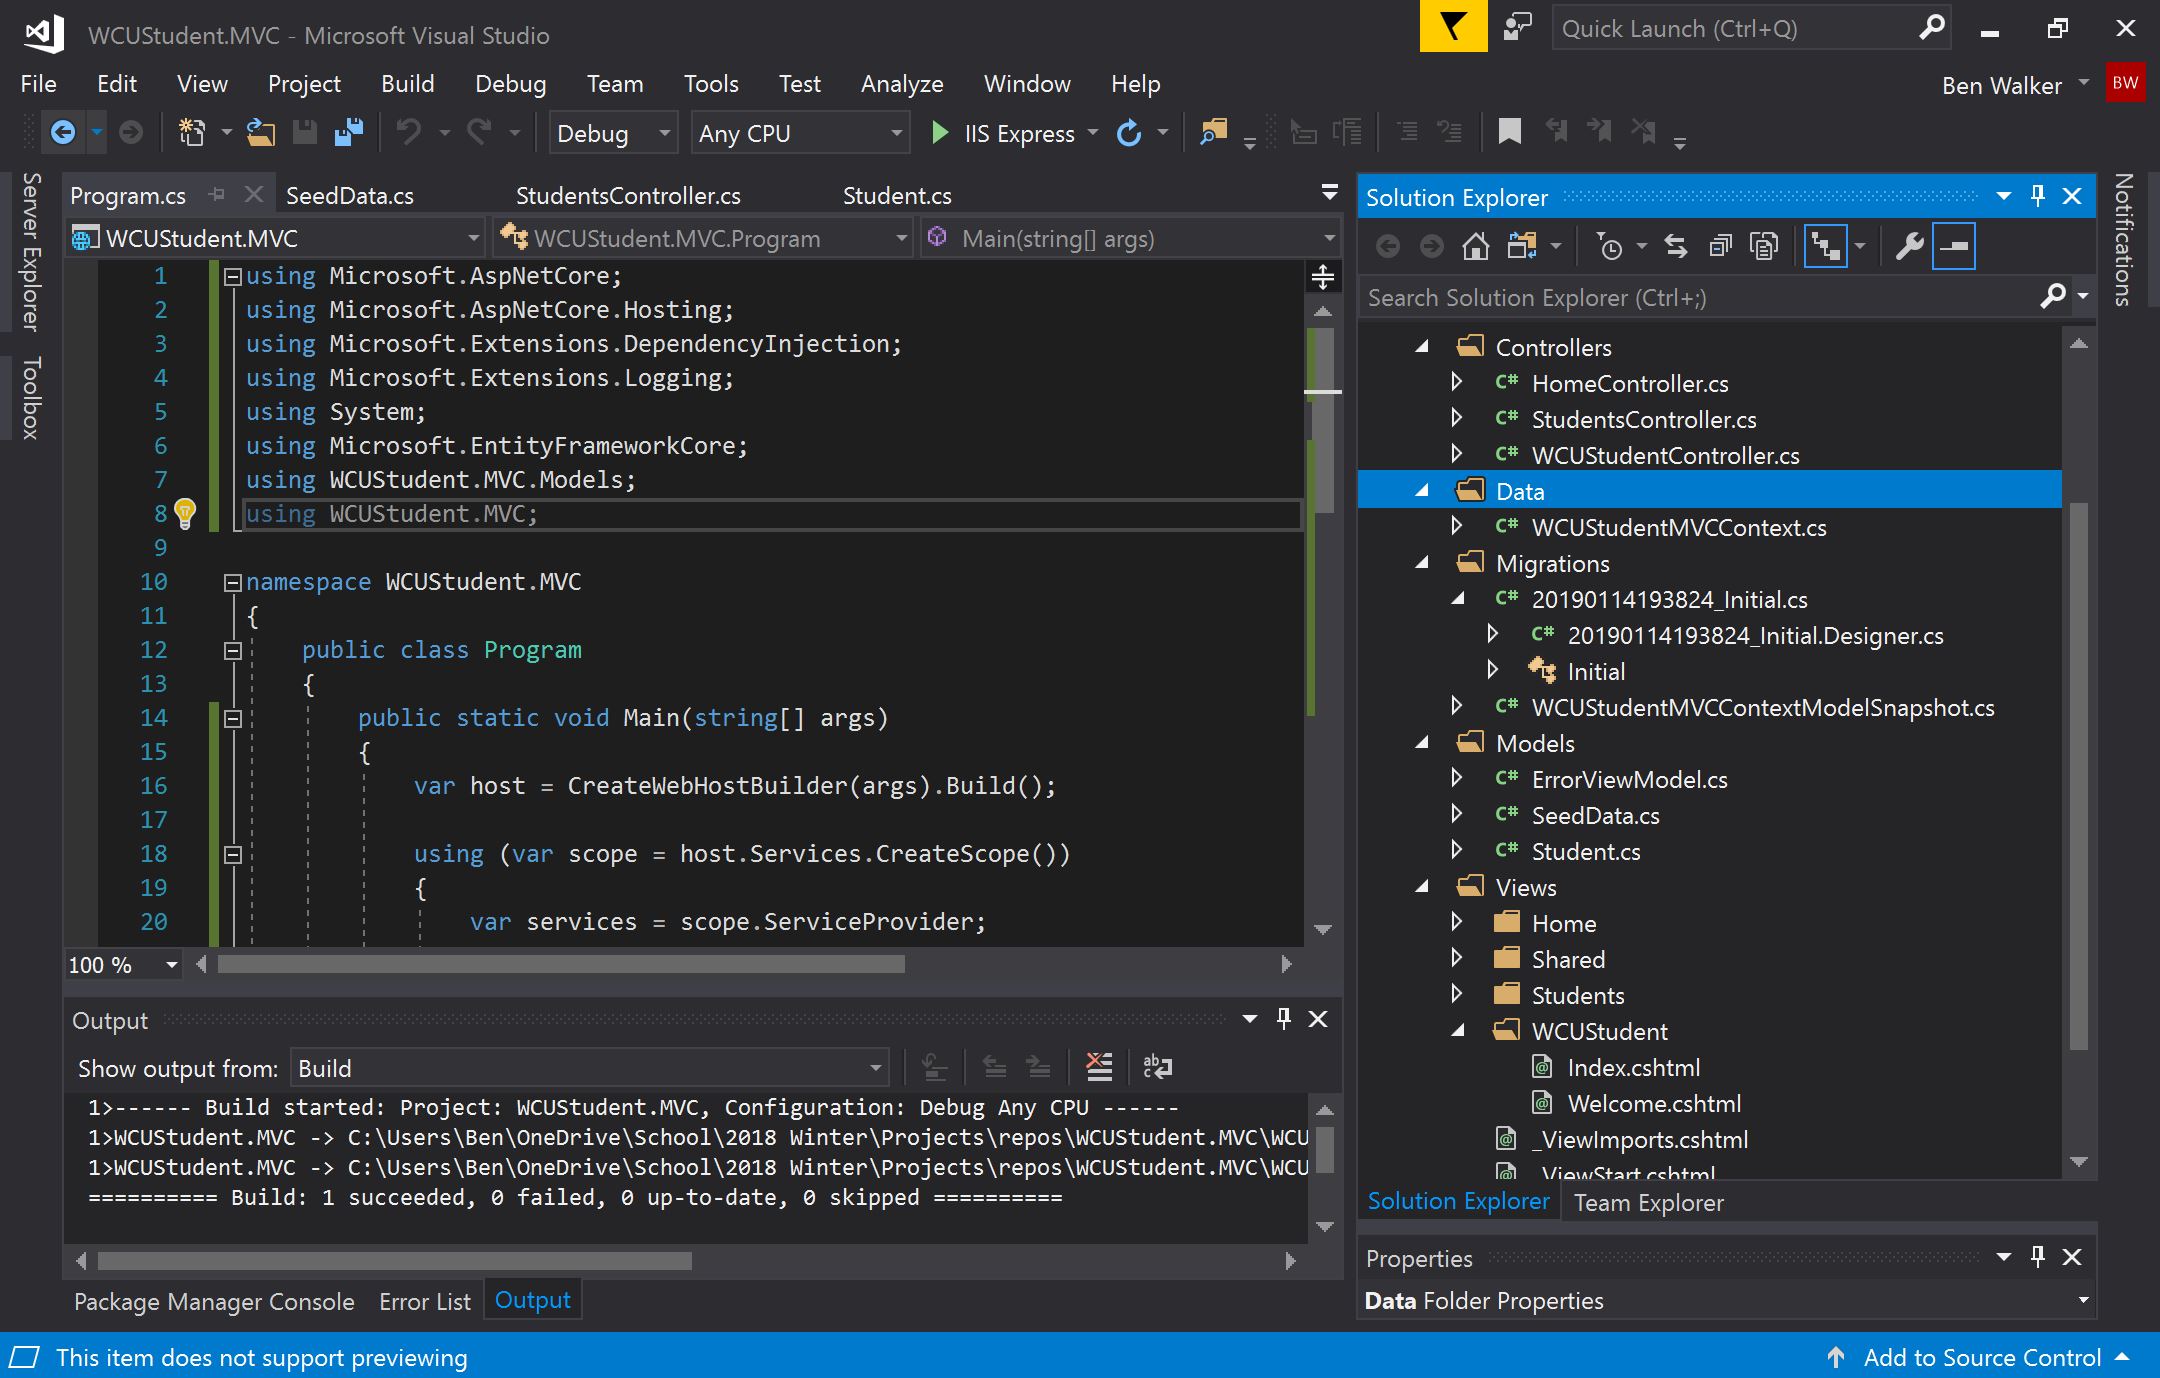 WCUStudent.MVC - Microsoft Visual Studio
Quick Launch (Ctrl+Q)
File Edit View Project Build Debug Team Tools Test Analyze Window Help
Ben Walker BW
Debug Any CPU IIS Express
Server Explorer
Toolbox
Program.cs SeedData.cs StudentsController.cs Student.cs
WCUStudent.MVC WCUStudent.MVC.Program Main(string[] args)
1 using Microsoft.AspNetCore;
2 using Microsoft.AspNetCore.Hosting;
3 using Microsoft.Extensions.DependencyInjection;
4 using Microsoft.Extensions.Logging;
5 using System;
6 using Microsoft.EntityFrameworkCore;
7 using WCUStudent.MVC.Models;
8 using WCUStudent.MVC;
9
10 namespace WCUStudent.MVC
11 {
12 public class Program
13 {
14 public static void Main(string[] args)
15 {
16 var host = CreateWebHostBuilder(args).Build();
17
18 using (var scope = host.Services.CreateScope())
19 {
20 var services = scope.ServiceProvider;
100 %
Output
Show output from: Build
1>------ Build started: Project: WCUStudent.MVC, Configuration: Debug Any CPU ------
1>WCUStudent.MVC -> C:\Users\Ben\OneDrive\School\2018 Winter\Projects\repos\WCUStudent.MVC\WCU
1>WCUStudent.MVC -> C:\Users\Ben\OneDrive\School\2018 Winter\Projects\repos\WCUStudent.MVC\WCU
========== Build: 1 succeeded, 0 failed, 0 up-to-date, 0 skipped ==========
Package Manager Console Error List Output
Solution Explorer
Search Solution Explorer (Ctrl+;)
Controllers
C# HomeController.cs
C# StudentsController.cs
C# WCUStudentController.cs
Data
C# WCUStudentMVCContext.cs
Migrations
C# 20190114193824_Initial.cs
C# 20190114193824_Initial.Designer.cs
Initial
C# WCUStudentMVCContextModelSnapshot.cs
Models
C# ErrorViewModel.cs
C# SeedData.cs
C# Student.cs
Views
Home
Shared
Students
WCUStudent
Index.cshtml
Welcome.cshtml
_ViewImports.cshtml
_ViewStart.cshtml
Solution Explorer Team Explorer
Properties
Data Folder Properties
Notifications
This item does not support previewing
Add to Source Control